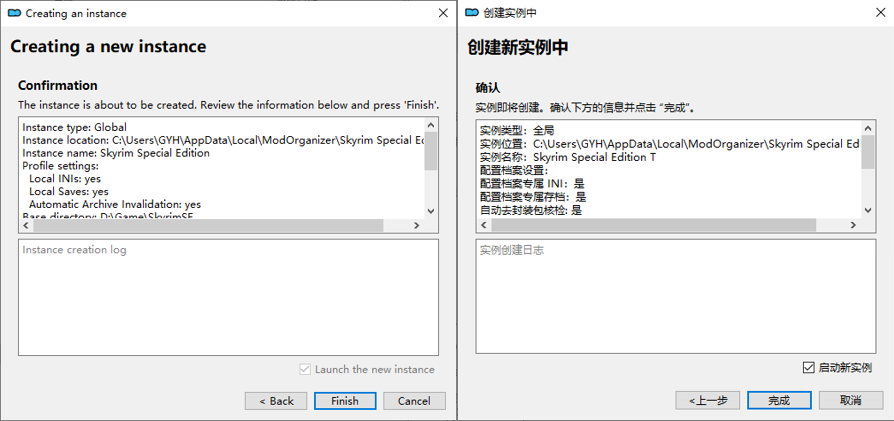 Creating an instance
Creating a new instance
Confirmation
The instance is about to be created. Review the information below and press 'Finish'.
Instance type: Global
Instance location: C:\Users\GYH\AppData\Local\ModOrganizer\Skyrim Special Ed
Instance name: Skyrim Special Edition
Profile settings:
Local INIs: yes
Local Saves: yes
Automatic Archive Invalidation: yes
Base directory: D:\Game\SkyrimSE
Instance creation log
Launch the new instance
< Back
Finish
Cancel
创建实例中
创建新实例中
确认
实例即将创建。确认下方的信息并点击 “完成”。
实例类型：全局
实例位置：C:\Users\GYH\AppData\Local\ModOrganizer\Skyrim Special Ed
实例名称：Skyrim Special Edition T
配置档案设置：
配置档案专属 INI：是
配置档案专属存档：是
自动去封装包核检: 是
实例创建日志
启动新实例
<上一步
完成
取消